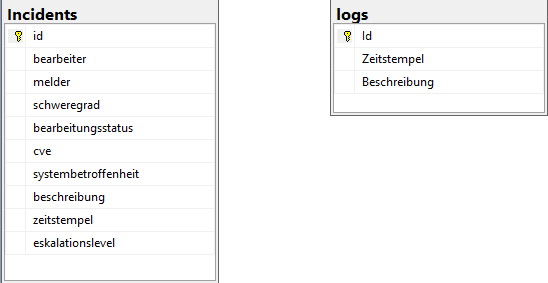 Incidents
id
bearbeiter
melder
schweregrad
bearbeitungsstatus
cve
systembetroffenheit
beschreibung
zeitstempel
eskalationslevel
logs
Id
Zeitstempel
Beschreibung